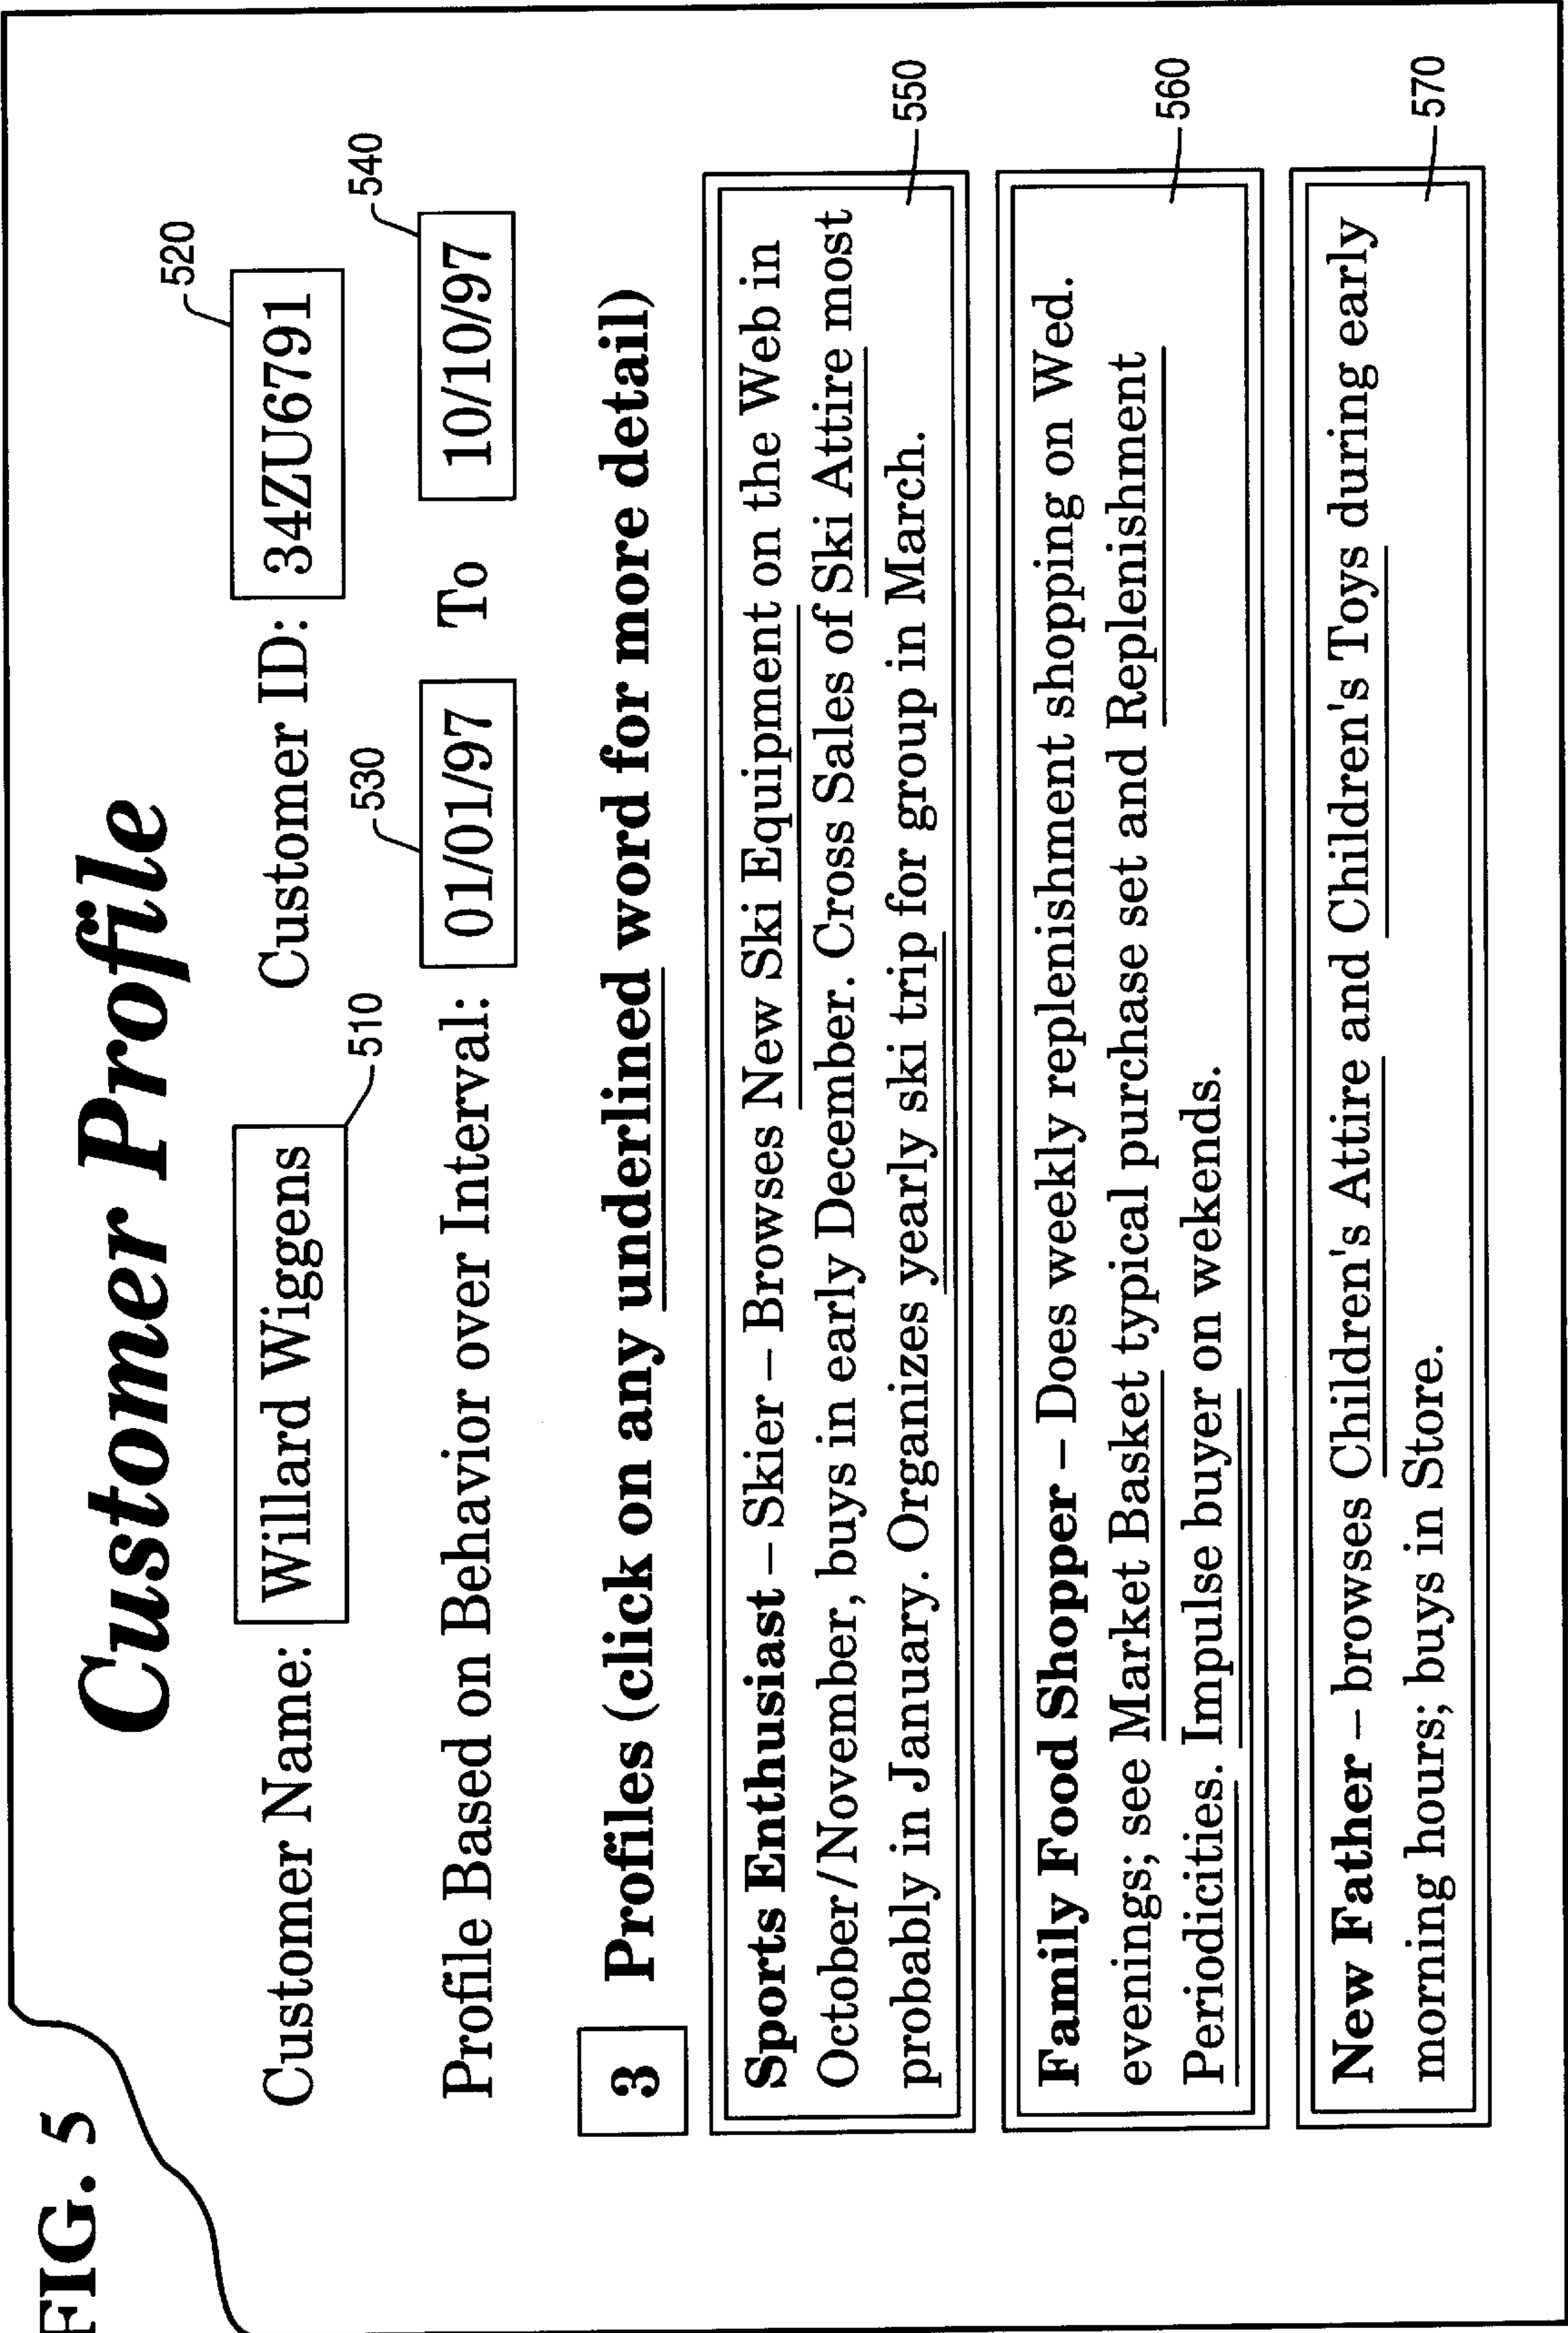 FIG. 5
Customer Profile
Customer Name: Willard Wiggens Customer ID: 34ZU6791
510
520
Profile Based on Behavior over Interval: 01/01/97 To 10/10/97
530
540
3 Profiles (click on any underlined word for more detail)
Sports Enthusiast – Skier – Browses New Ski Equipment on the Web in
October/November, buys in early December. Cross Sales of Ski Attire most
probably in January. Organizes yearly ski trip for group in March.
550
Family Food Shopper – Does weekly replenishment shopping on Wed.
evenings; see Market Basket typical purchase set and Replenishment
Periodicities. Impulse buyer on wekends.
560
New Father – browses Children's Attire and Children's Toys during early
morning hours; buys in Store.
570